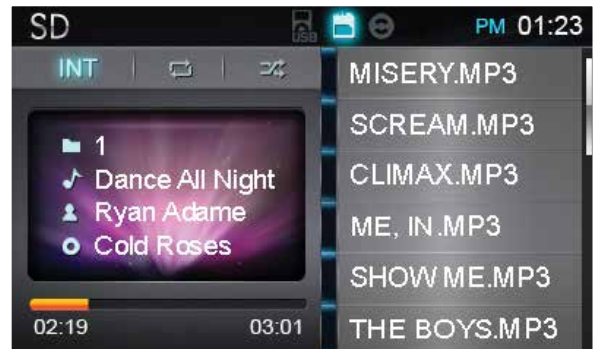 SD
USB
PM 01:23
INT
1
Dance All Night
Ryan Adame
Cold Roses
02:19 03:01
MISERY.MP3
SCREAM.MP3
CLIMAX.MP3
ME, IN.MP3
SHOW ME.MP3
THE BOYS.MP3